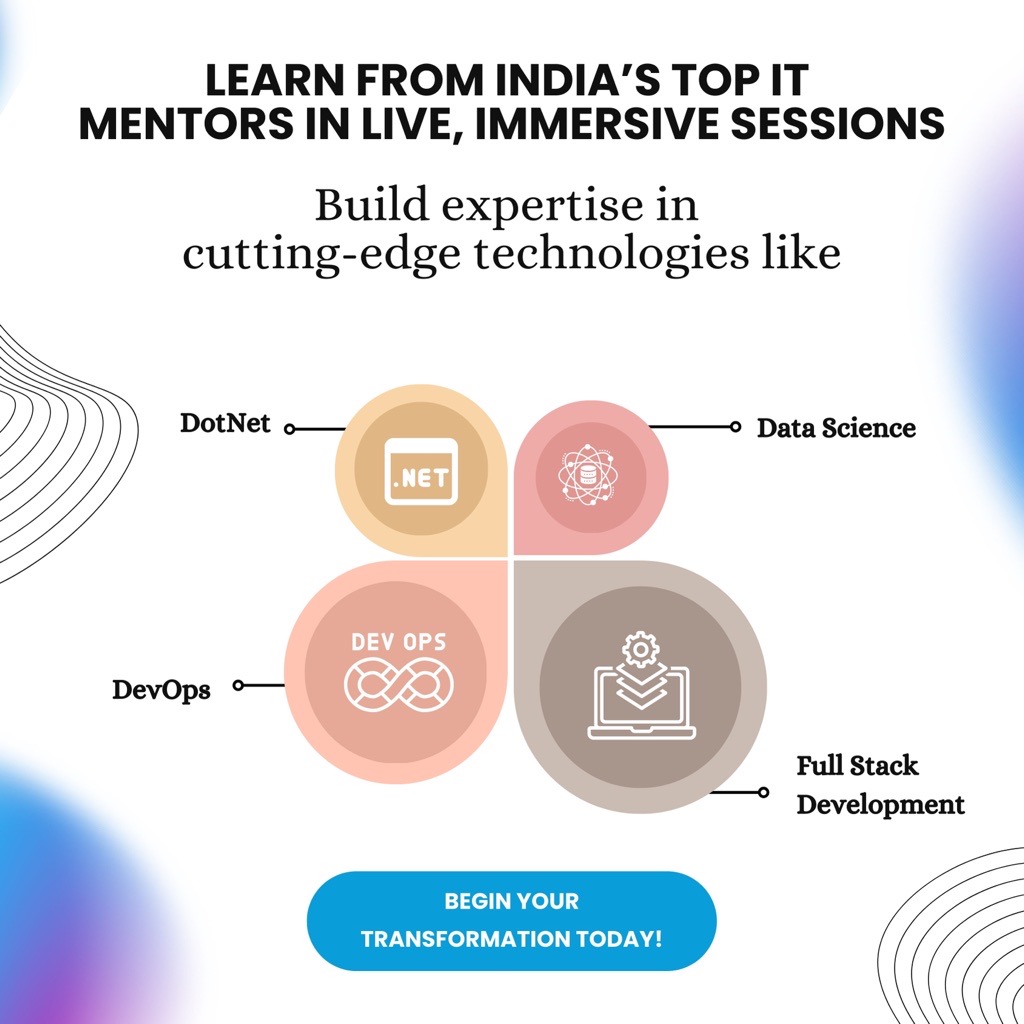 LEARN FROM INDIA’S TOP IT
MENTORS IN LIVE, IMMERSIVE SESSIONS
Build expertise in
cutting-edge technologies like
DotNet
.NET
Data Science
DevOps
DEV OPS
Full Stack
Development
BEGIN YOUR
TRANSFORMATION TODAY!